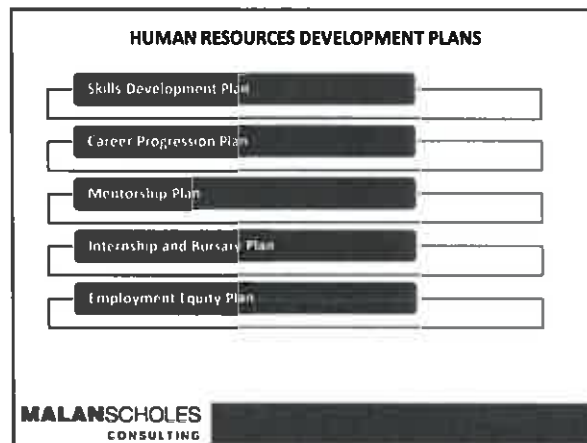 HUMAN RESOURCES DEVELOPMENT PLANS
Skills Development Plan
Career Progression Plan
Mentorship Plan
Internship and Bursary Plan
Employment Equity Plan
MALANSCHOLES
CONSULTING